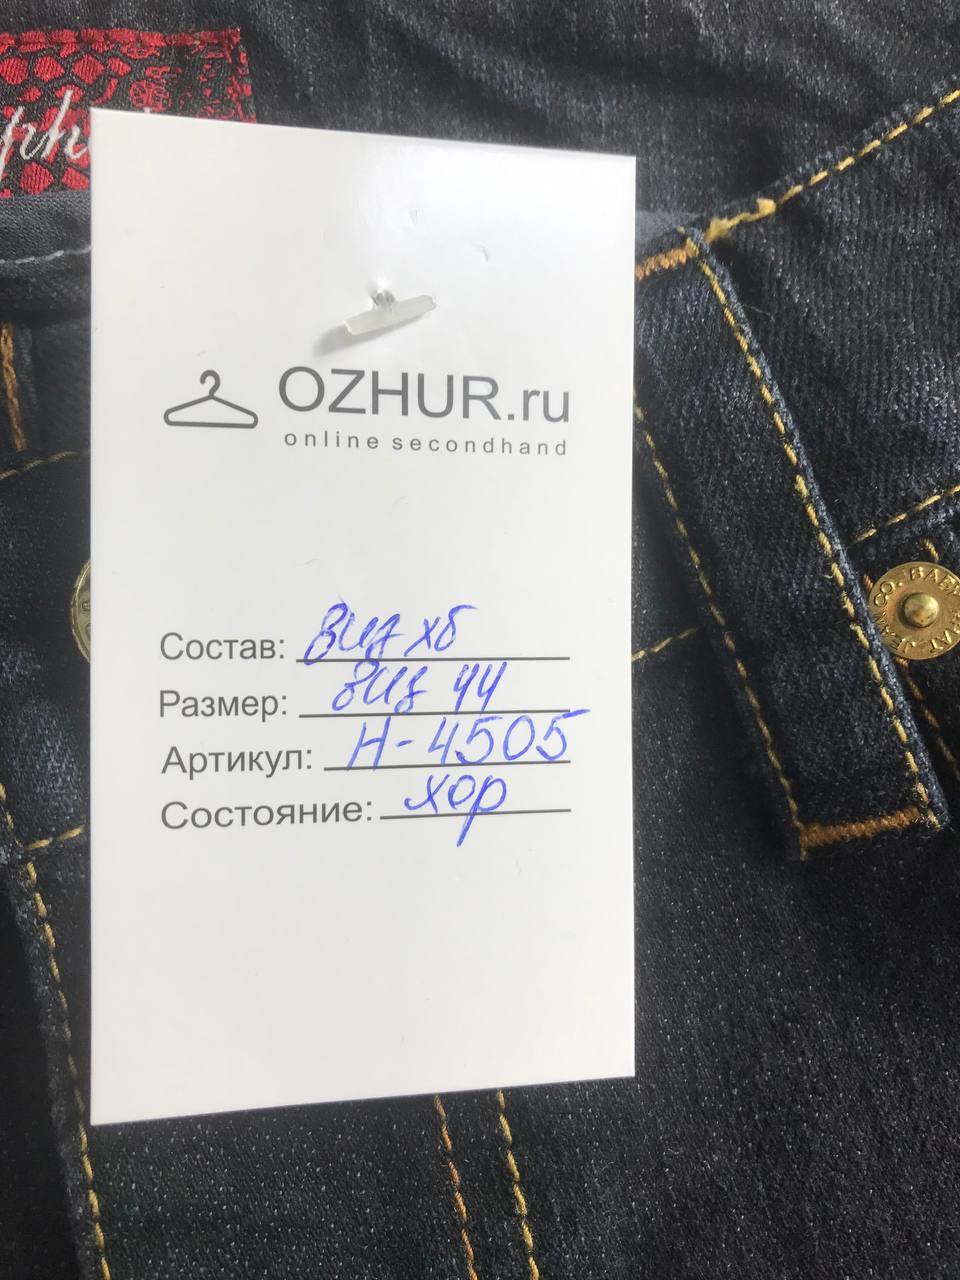 OZHUR.ru
online secondhand
Состав: виз хб
Размер: виз 44
Артикул: Н-4505
Состояние: хор